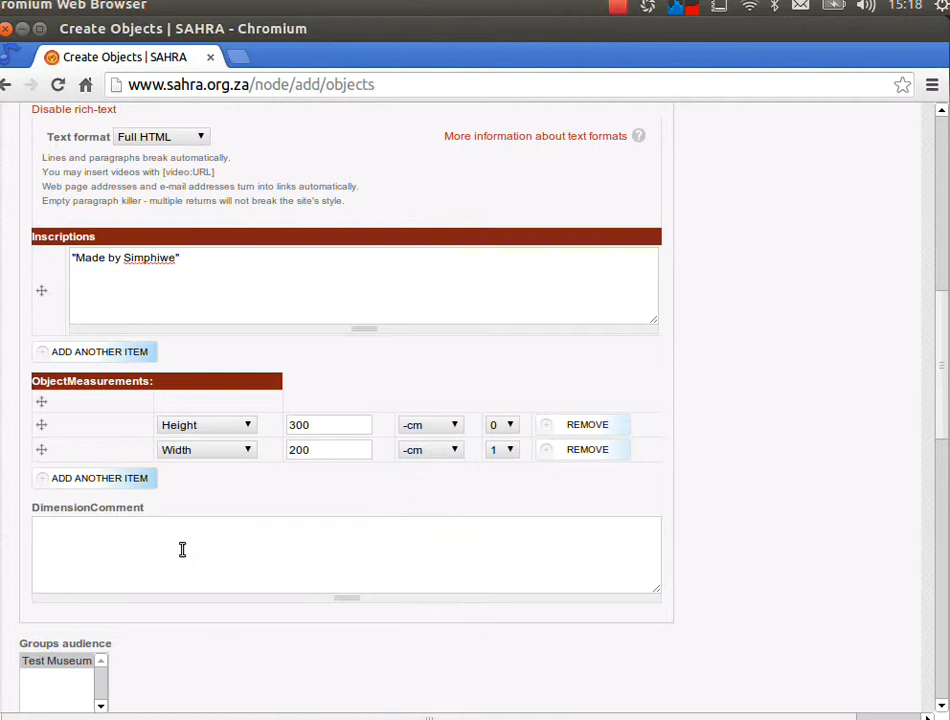 romium Web Browser
15:18
Create Objects | SAHRA - Chromium
Create Objects | SAHRA
www.sahra.org.za/node/add/objects
Disable rich-text
Text format Full HTML
More information about text formats ?
Lines and paragraphs break automatically.
You may insert videos with [video:URL]
Web page addresses and e-mail addresses turn into links automatically.
Empty paragraph killer - multiple returns will not break the site's style.
Inscriptions
"Made by Simphiwe"
ADD ANOTHER ITEM
ObjectMeasurements:
Height 300 -cm 0 REMOVE
Width 200 -cm 1 REMOVE
ADD ANOTHER ITEM
DimensionComment
Groups audience
Test Museum